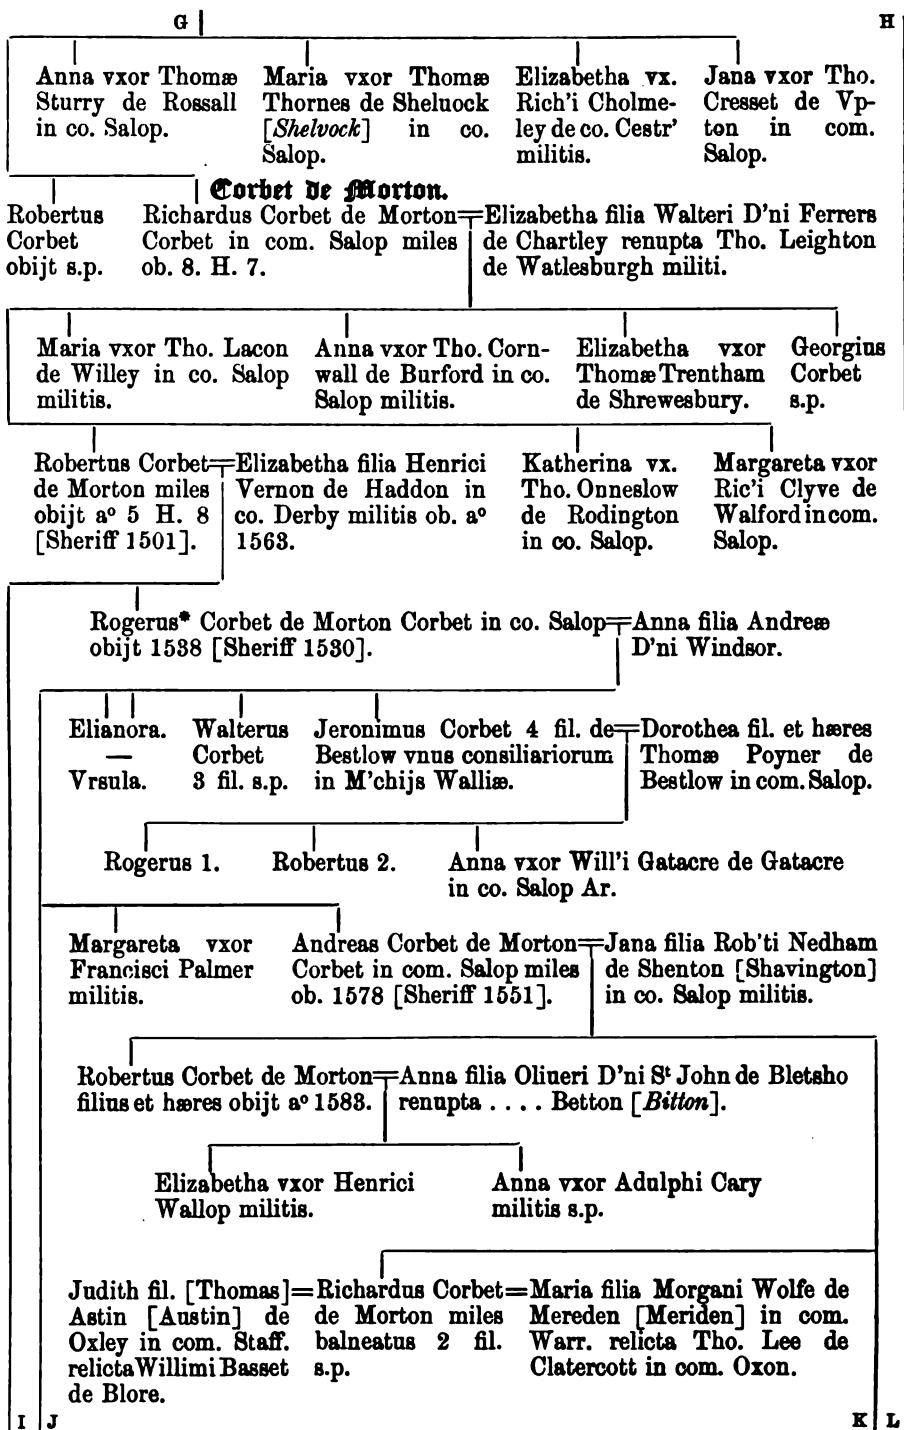 G H
Anna vxor Thomæ
Sturry de Rossall
in co. Salop.
Maria vxor Thomæ
Thornes de Sheluock
[Shelvock] in co.
Salop.
Elizabetha vx.
Rich'i Cholme-
ley de co. Cestr'
militis.
Jana vxor Tho.
Cresset de Vp-
ton in com.
Salop.
Corbet de Morton.
Robertus
Corbet
obijt s.p.
Richardus Corbet de Morton
Corbet in com. Salop miles
ob. 8. H. 7.
Elizabetha filia Walteri D'ni Ferrers
de Chartley renupta Tho. Leighton
de Watlesburgh militi.
Maria vxor Tho. Lacon
de Willey in co. Salop
militis.
Anna vxor Tho. Corn-
wall de Burford in co.
Salop militis.
Elizabetha vxor
Thomæ Trentham
de Shrewesbury.
Georgius
Corbet
s.p.
Robertus Corbet
de Morton miles
obijt aº 5 H. 8
[Sheriff 1501].
Elizabetha filia Henrici
Vernon de Haddon in
co. Derby militis ob. aº
1563.
Katherina vx.
Tho. Onneslow
de Rodington
in co. Salop.
Margareta vxor
Ric'i Clyve de
Walford in com.
Salop.
Rogerus* Corbet de Morton Corbet in co. Salop
obijt 1538 [Sheriff 1530].
Anna filia Andreæ
D'ni Windsor.
Elianora.
—
Vrsula.
Walterus
Corbet
3 fil. s.p.
Jeronimus Corbet 4 fil. de
Bestlow vnus consiliariorum
in M'chijs Walliæ.
Dorothea fil. et hæres
Thomæ Poyner de
Bestlow in com. Salop.
Rogerus 1.
Robertus 2.
Anna vxor Will'i Gatacre de Gatacre
in co. Salop Ar.
Margareta vxor
Francisci Palmer
militis.
Andreas Corbet de Morton
Corbet in com. Salop miles
ob. 1578 [Sheriff 1551].
Jana filia Rob'ti Nedham
de Shenton [Shavington]
in co. Salop militis.
Robertus Corbet de Morton
filius et hæres obijt aº 1583.
Anna filia Oliueri D'ni Sᵗ John de Bletsho
renupta . . . . Betton [Bitton].
Elizabetha vxor Henrici
Wallop militis.
Anna vxor Adulphi Cary
militis s.p.
Judith fil. [Thomas]
Astin [Austin] de
Oxley in com. Staff.
relicta Willimi Basset
de Blore.
Richardus Corbet
de Morton miles
balneatus 2 fil.
s.p.
Maria filia Morgani Wolfe de
Mereden [Meriden] in com.
Warr. relicta Tho. Lee de
Clatercott in com. Oxon.
I J K L